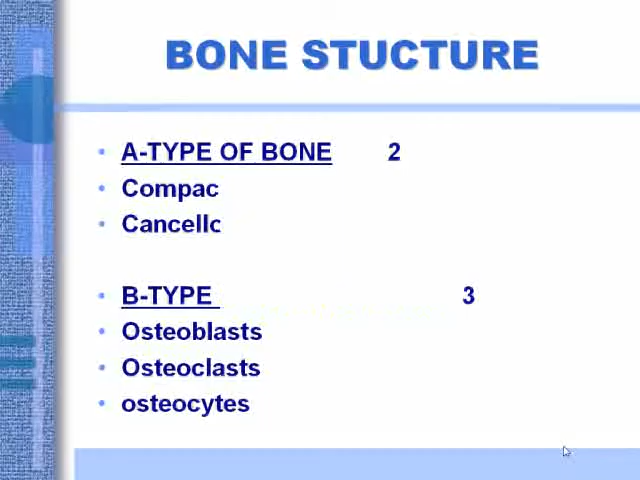 BONE STUCTURE
A-TYPE OF BONE 2
Compac
Cancello
B-TYPE 3
Osteoblasts
Osteoclasts
osteocytes